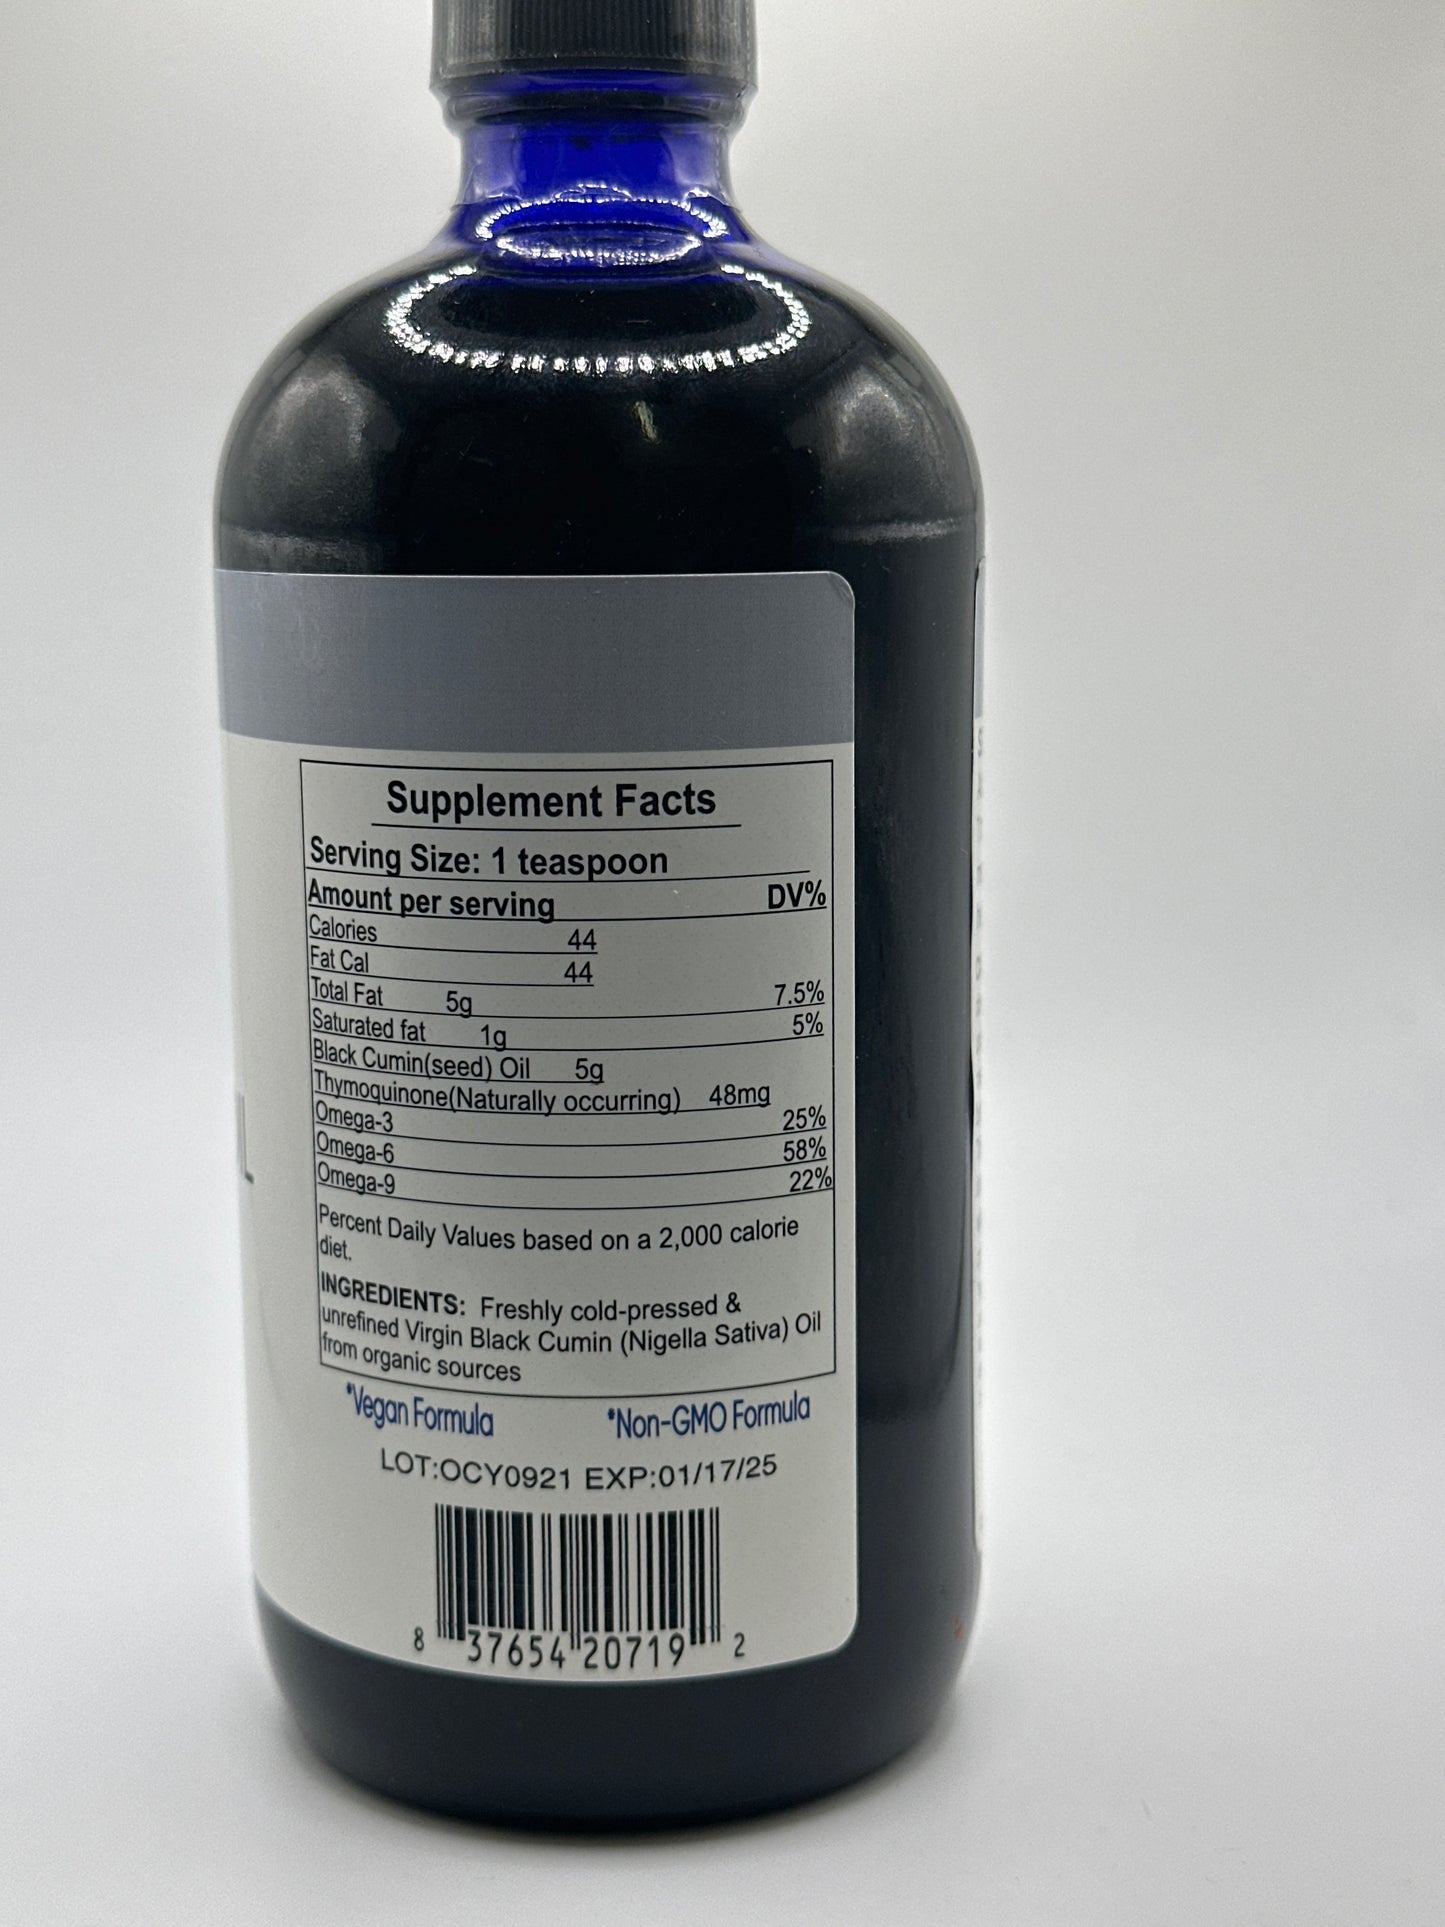 Supplement Facts
Serving Size: 1 teaspoon
Amount per serving DV%
Calories 44
Fat Cal 44
Total Fat 5g 7.5%
Saturated fat 1g 5%
Black Cumin(seed) Oil 5g
Thymoquinone(Naturally occurring) 48mg
Omega-3 25%
Omega-6 58%
Omega-9 22%
Percent Daily Values based on a 2,000 calorie
diet.
INGREDIENTS: Freshly cold-pressed &
unrefined Virgin Black Cumin (Nigella Sativa) Oil
from organic sources
*Vegan Formula *Non-GMO Formula
LOT:OCY0921 EXP:01/17/25
8 37654 20719 2